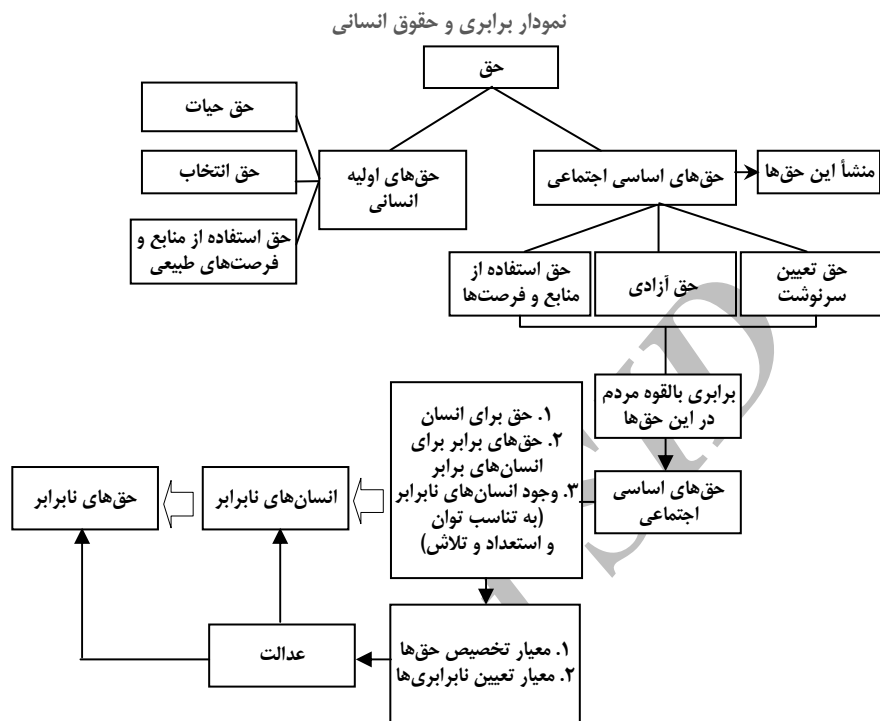 نمودار برابری و حقوق انسانی
حق
حق‌های اساسی اجتماعی
منشأ این حق‌ها
حق‌های اولیه
انسانی
حق حیات
حق انتخاب
حق استفاده از منابع و
فرصت‌های طبیعی
حق تعیین
سرنوشت
حق آزادی
حق استفاده از
منابع و فرصت‌ها
برابری بالقوه مردم
در این حق‌ها
حق‌های اساسی
اجتماعی
۱. حق برای انسان
۲. حق‌های برابر برای
انسان‌های برابر
۳. وجود انسان‌های نابرابر
(به تناسب توان
و استعداد و تلاش)
انسان‌های نابرابر
حق‌های نابرابر
۱. معیار تخصیص حق‌ها
۲. معیار تعیین نابرابری‌ها
عدالت